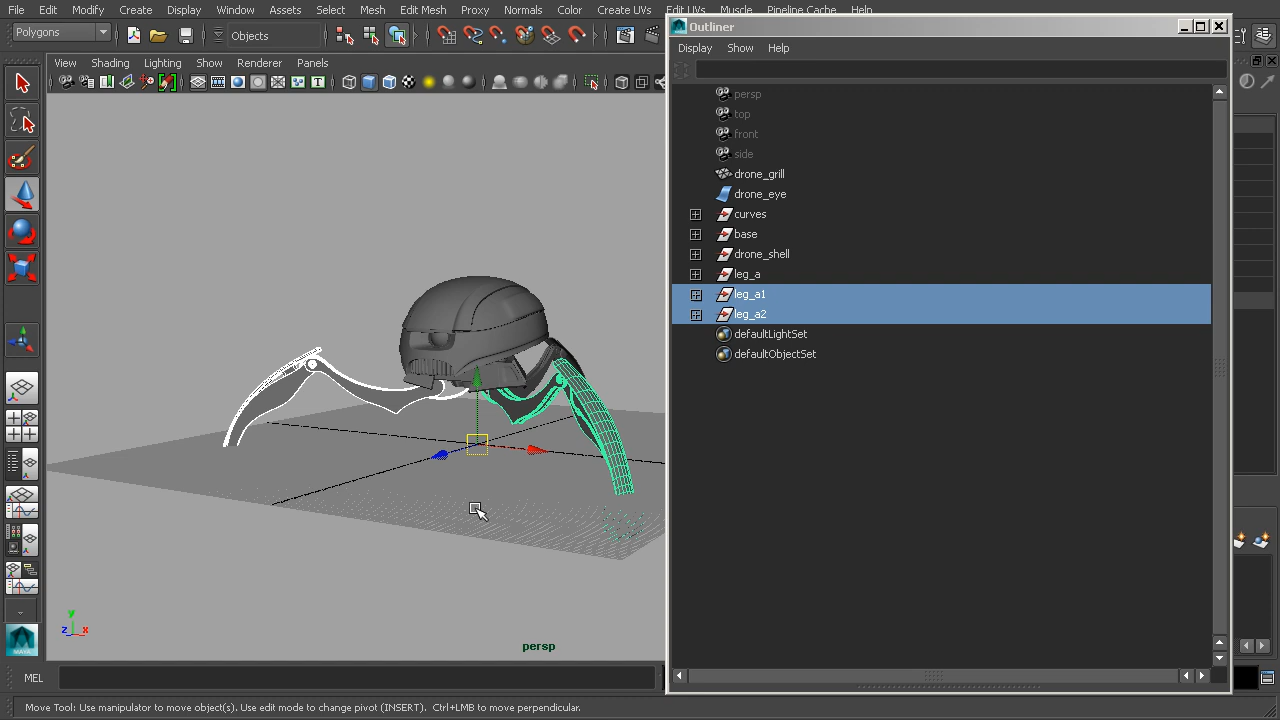 File Edit Modify Create Display Window Assets Select Mesh Edit Mesh Proxy Normals Color Create UVs Edit UVs Muscle Pipeline Cache Help
Outliner
Polygons
Objects
Display Show Help
View Shading Lighting Show Renderer Panels
persp
top
front
side
drone_grill
drone_eye
curves
base
drone_shell
leg_a
leg_a1
leg_a2
defaultLightSet
defaultObjectSet
y
z x
persp
MEL
Move Tool: Use manipulator to move object(s). Use edit mode to change pivot (INSERT). Ctrl+LMB to move perpendicular.